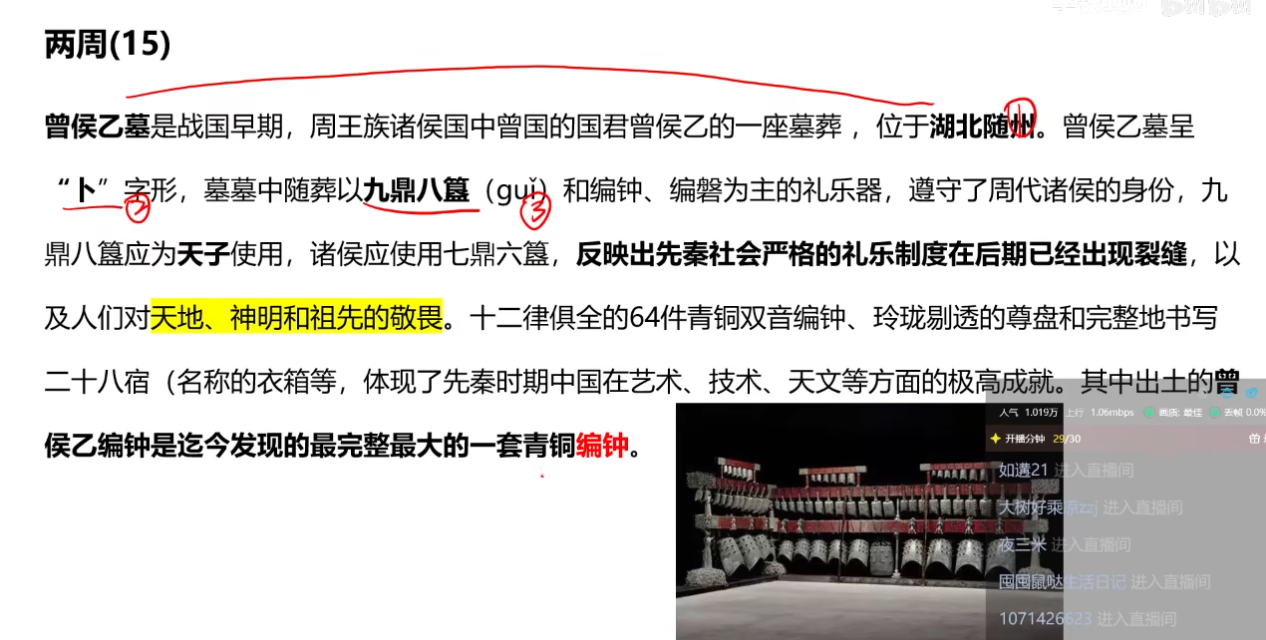 两周(15)
曾侯乙墓是战国早期，周王族诸侯国中曾国的国君曾侯乙的一座墓葬 ，位于湖北随州。曾侯乙墓呈
“卜”字形，墓墓中随葬以九鼎八簋（guǐ）和编钟、编磬为主的礼乐器，遵守了周代诸侯的身份，九
鼎八簋应为天子使用，诸侯应使用七鼎六簋，反映出先秦社会严格的礼乐制度在后期已经出现裂缝，以
及人们对天地、神明和祖先的敬畏。十二律俱全的64件青铜双音编钟、玲珑剔透的尊盘和完整地书写
二十八宿（名称的衣箱等，体现了先秦时期中国在艺术、技术、天文等方面的极高成就。其中出土的曾
侯乙编钟是迄今发现的最完整最大的一套青铜编钟。
①
②
③
人气 1.019万 上行 1.06mbps 画质: 最佳 丢帧 0.0%
开播分钟 29/30
如遇21 进入直播间
大树好乘凉zzj 进入直播间
夜三米 进入直播间
囤囤鼠哒生活日记 进入直播间
1071426623 进入直播间